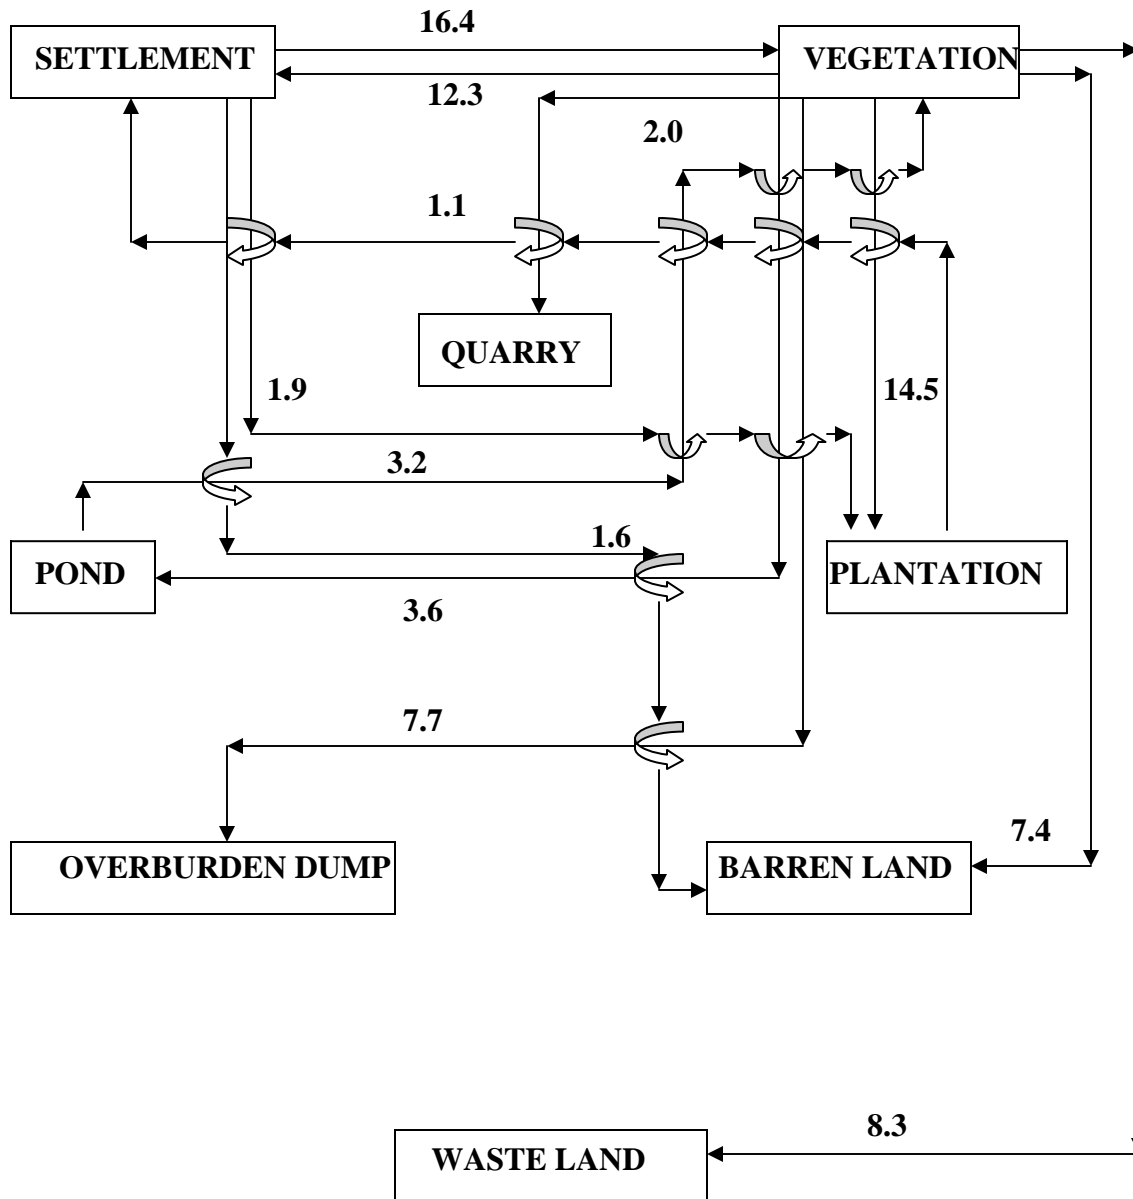 16.4
SETTLEMENT
VEGETATION
12.3
2.0
1.1
QUARRY
1.9
14.5
3.2
1.6
POND
PLANTATION
3.6
7.7
7.4
OVERBURDEN DUMP
BARREN LAND
8.3
WASTE LAND